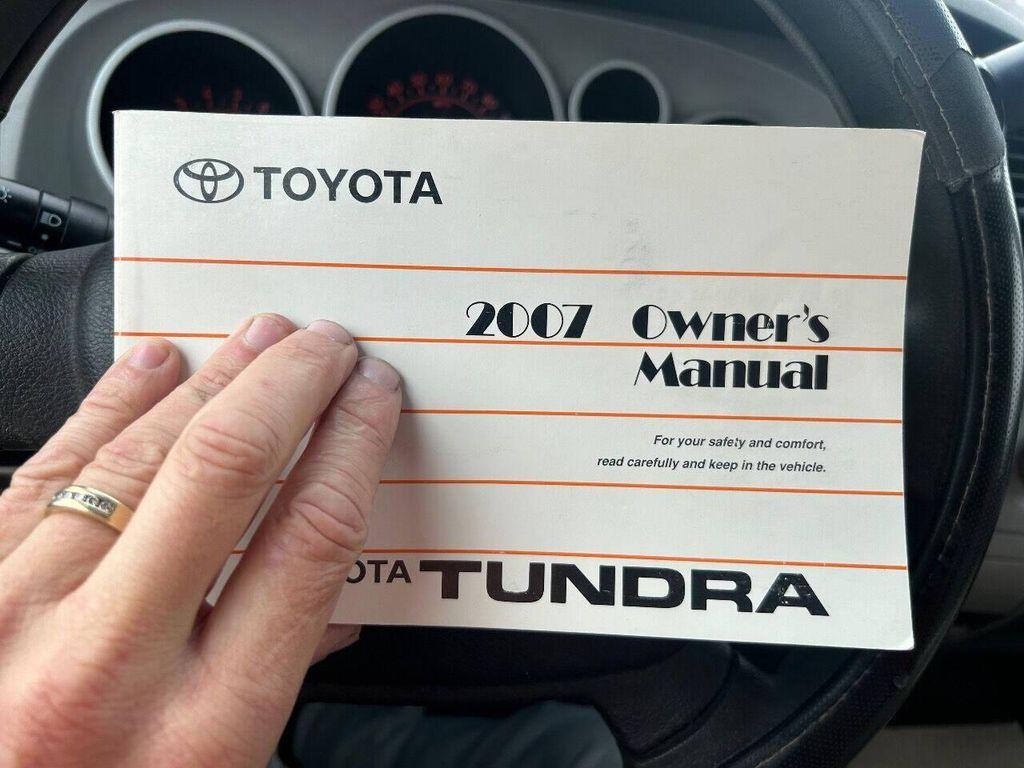 TOYOTA
2007 Owner's
Manual
For your safety and comfort,
read carefully and keep in the vehicle.
OTA TUNDRA